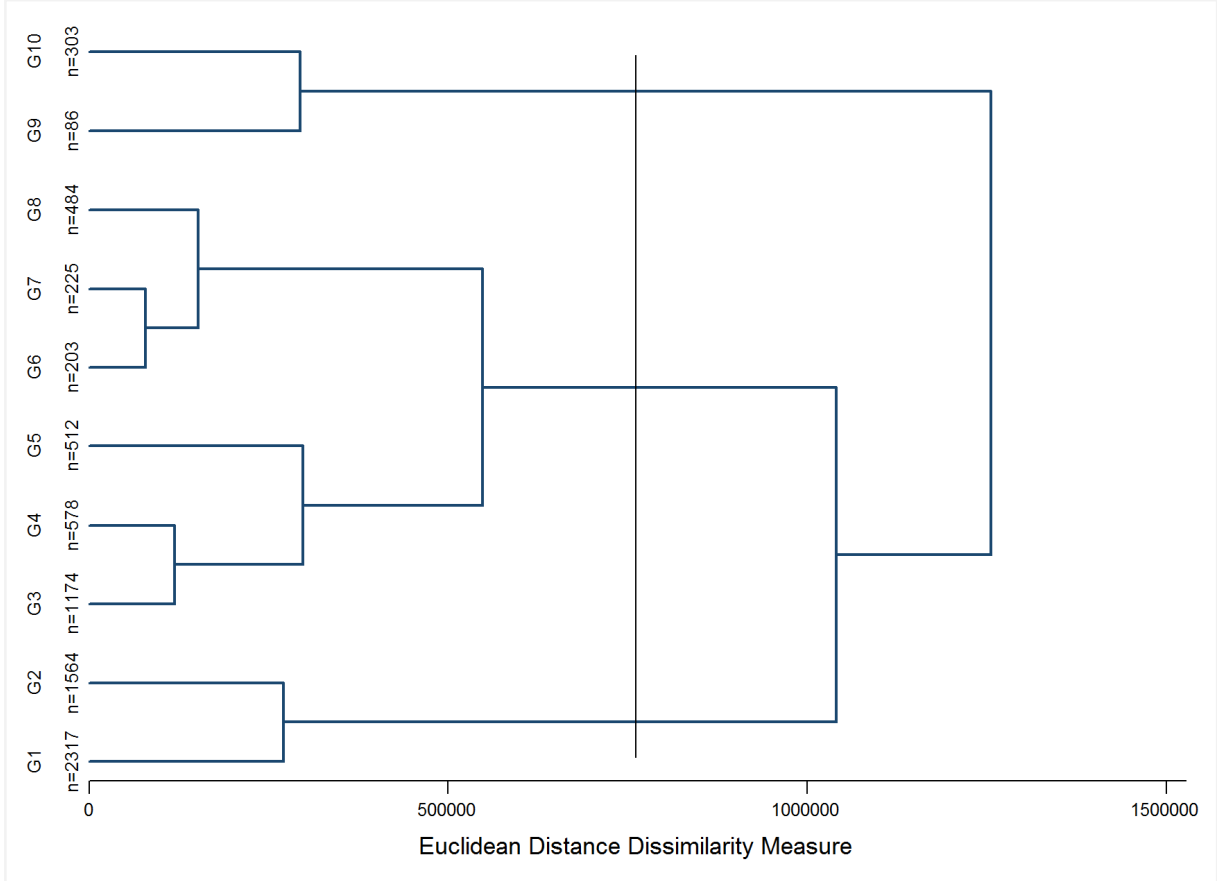 G10
n=303
G9
n=86
G8
n=484
G7
n=225
G6
n=203
G5
n=512
G4
n=578
G3
n=1174
G2
n=1564
G1
n=2317
0 500000 1000000 1500000
Euclidean Distance Dissimilarity Measure